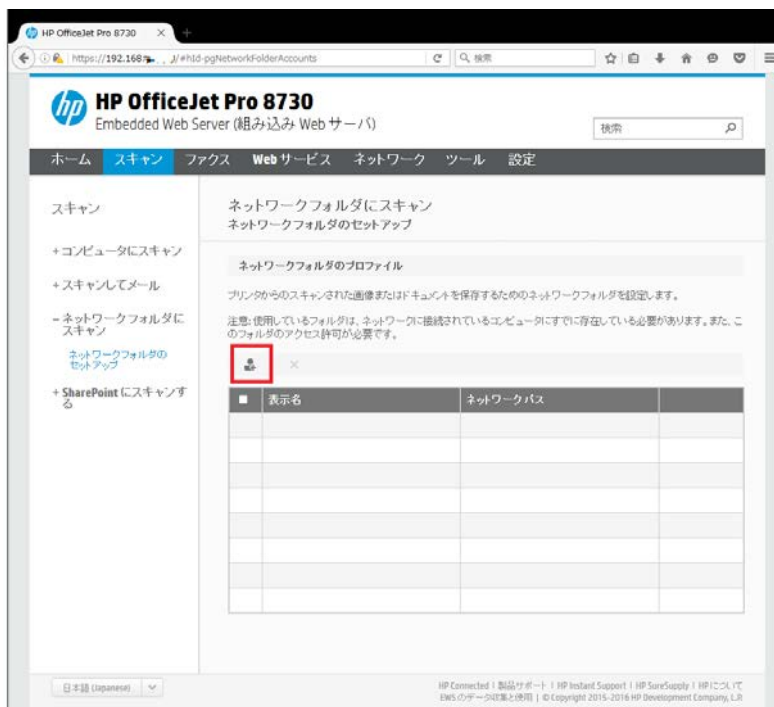 HP OfficeJet Pro 8730
https://192.168. /#hId-pgNetworkFolderAccounts
検索
hp
HP OfficeJet Pro 8730
Embedded Web Server (組み込み Web サーバ)
検索
ホーム スキャン ファクス Web サービス ネットワーク ツール 設定
スキャン
+コンピュータにスキャン
+スキャンしてメール
-ネットワークフォルダに
スキャン
ネットワークフォルダの
セットアップ
+SharePoint にスキャンす
る
ネットワークフォルダにスキャン
ネットワークフォルダのセットアップ
ネットワークフォルダのプロファイル
プリンタからのスキャンされた画像またはドキュメントを保存するためのネットワークフォルダを設定します。
注意: 使用しているフォルダは、ネットワークに接続されているコンピュータにすでに存在している必要があります。また、こ
のフォルダのアクセス許可が必要です。
表示名 ネットワークパス
日本語 (Japanese)
HP Connected | 製品サポート | HP Instant Support | HP SureSupply | HP について
EWS のデータ収集と使用 | © Copyright 2015-2016 HP Development Company, L.P.